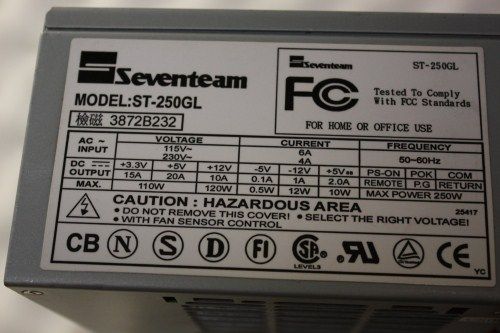 Seventeam
MODEL:ST-250GL
檢磁 3872B232
Seventeam ST-250GL
FC Tested To Comply
With FCC Standards
FOR HOME OR OFFICE USE
AC ~ INPUT VOLTAGE CURRENT FREQUENCY
115V~ 6A 50~60Hz
230V~ 4A
DC OUTPUT +3.3V +5V +12V -5V -12V +5VSB PS-ON POK COM
15A 20A 10A 0.1A 1A 2.0A REMOTE P.G RETURN
MAX. 110W 120W 0.5W 12W 10W MAX POWER 250W
CAUTION : HAZARDOUS AREA
• DO NOT REMOVE THIS COVER! • SELECT THE RIGHT VOLTAGE!
• WITH FAN SENSOR CONTROL
25417
CB N S D FI SA LEVEL3 RU CE
YC